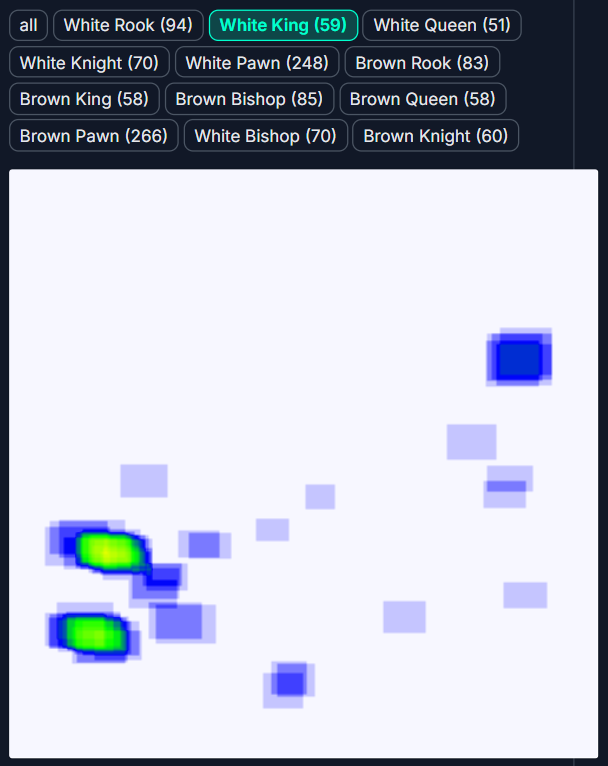 all White Rook (94) White King (59) White Queen (51)
White Knight (70) White Pawn (248) Brown Rook (83)
Brown King (58) Brown Bishop (85) Brown Queen (58)
Brown Pawn (266) White Bishop (70) Brown Knight (60)